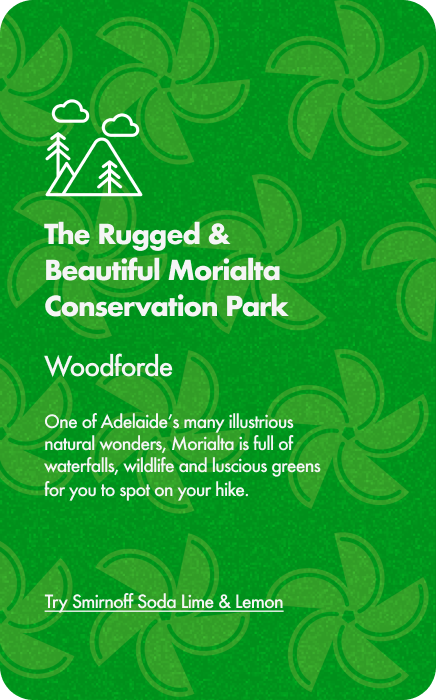 The Rugged &
Beautiful Morialta
Conservation Park
Woodforde
One of Adelaide's many illustrious
natural wonders, Morialta is full of
waterfalls, wildlife and luscious greens
for you to spot on your hike.
Try Smirnoff Soda Lime & Lemon